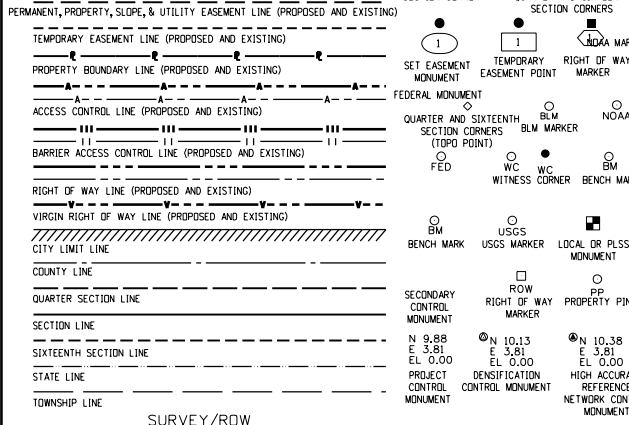 PERMANENT, PROPERTY, SLOPE, & UTILITY EASEMENT LINE (PROPOSED AND EXISTING)
TEMPORARY EASEMENT LINE (PROPOSED AND EXISTING)
PROPERTY BOUNDARY LINE (PROPOSED AND EXISTING)
A A A A
A A A A
ACCESS CONTROL LINE (PROPOSED AND EXISTING)
BARRIER ACCESS CONTROL LINE (PROPOSED AND EXISTING)
RIGHT OF WAY LINE (PROPOSED AND EXISTING)
V V V V
VIRGIN RIGHT OF WAY LINE (PROPOSED AND EXISTING)
CITY LIMIT LINE
COUNTY LINE
QUARTER SECTION LINE
SECTION LINE
SIXTEENTH SECTION LINE
STATE LINE
TOWNSHIP LINE
SURVEY/ROW
SECTION CORNERS
1
SET EASEMENT
MONUMENT
1
TEMPORARY
EASEMENT POINT
1
NOAA MAR
RIGHT OF WAY
MARKER
FEDERAL MONUMENT
QUARTER AND SIXTEENTH
SECTION CORNERS
(TOPO POINT)
BLM
BLM MARKER
NOAA
FED
WC WC
WITNESS CORNER
BM
BENCH MA
BM
BENCH MARK
USGS
USGS MARKER
LOCAL OR PLSS
MONUMENT
SECONDARY
CONTROL
MONUMENT
ROW
RIGHT OF WAY
MARKER
PP
PROPERTY PIN
N 9.88
E 3.81
EL 0.00
PROJECT
CONTROL
MONUMENT
N 10.13
E 3.81
EL 0.00
DENSIFICATION
CONTROL MONUMENT
N 10.38
E 3.81
EL 0.00
HIGH ACCURA
REFERENCE
NETWORK CON
MONUMENT